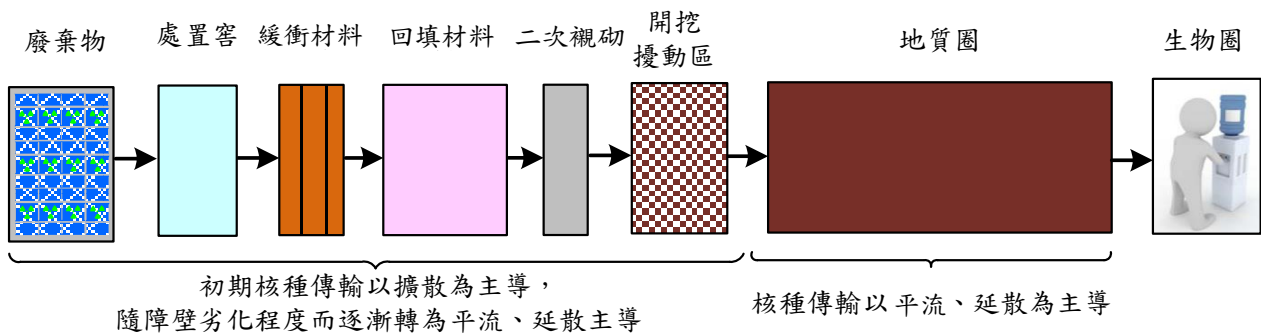 廢棄物
處置窖
緩衝材料
回填材料
二次襯砌
開挖
擾動區
地質圈
生物圈
初期核種傳輸以擴散為主導，
隨障壁劣化程度而逐漸轉為平流、延散主導
核種傳輸以平流、延散為主導